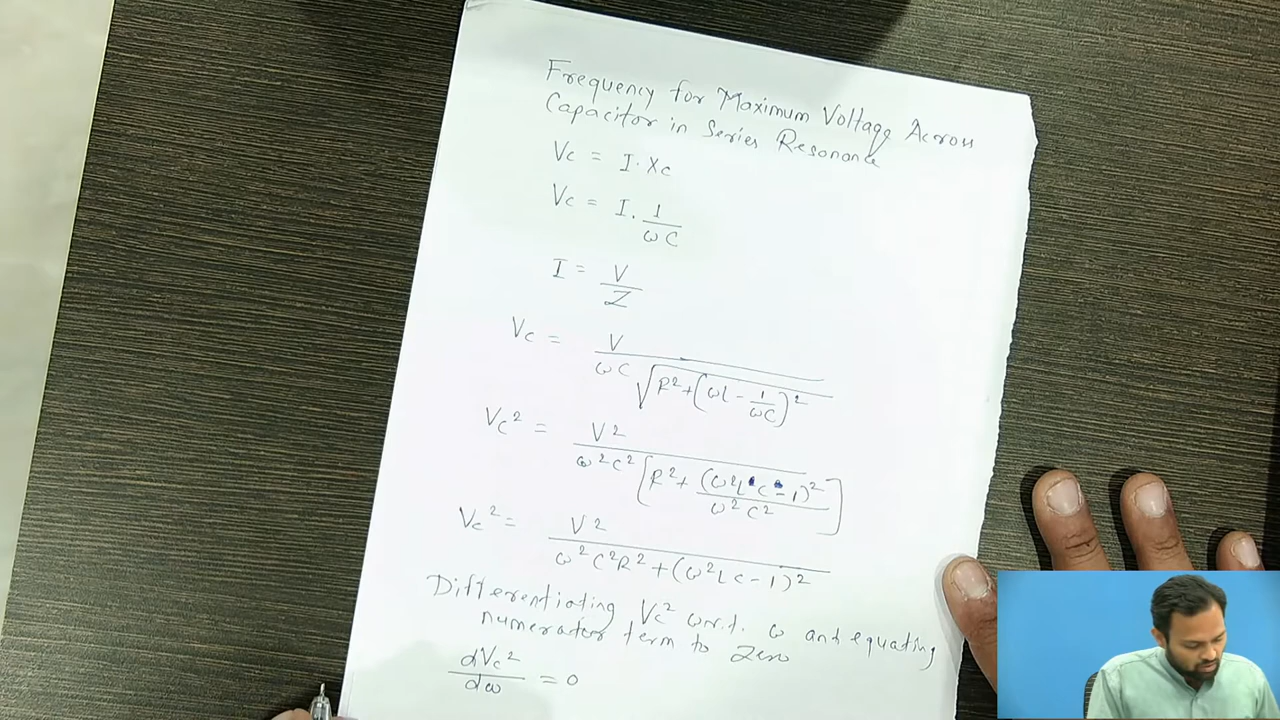 Frequency for Maximum Voltage Across
Capacitor in Series Resonance
Vc = I · Xc
Vc = I · 1/ωC
I = V/Z
Vc = V/(ωC √(R² + (ωL - 1/ωC)²))
Vc² = V²/(ω²C² [R² + (ω²LC - 1)²/ω²C²])
Vc² = V²/(ω²C²R² + (ω²LC - 1)²)
Differentiating Vc² w.r.t. ω and equating
numerator term to Zero
dVc²/dω = 0